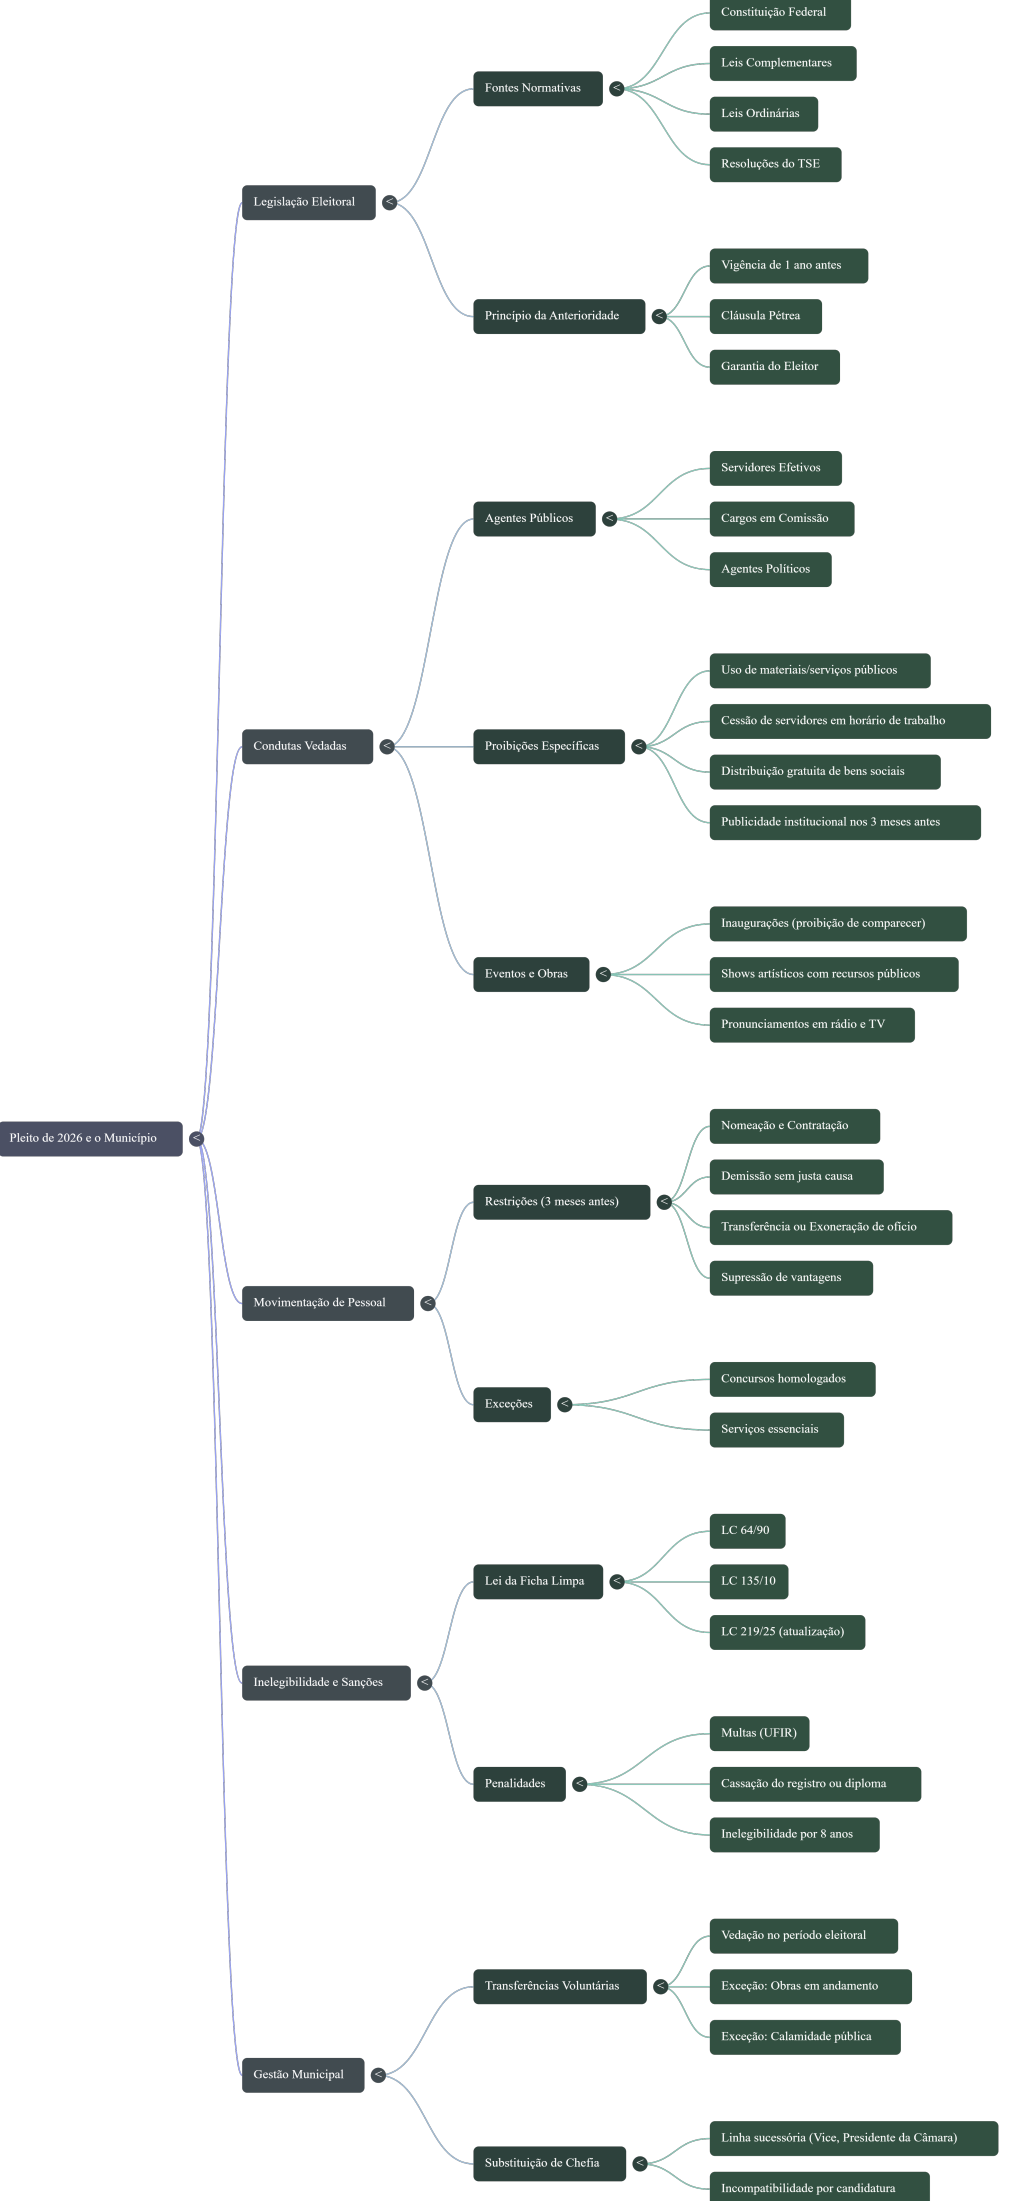 Pleito de 2026 e o Município
<
Legislação Eleitoral
<
Fontes Normativas
<
Constituição Federal
Leis Complementares
Leis Ordinárias
Resoluções do TSE
Princípio da Anterioridade
<
Vigência de 1 ano antes
Cláusula Pétrea
Garantia do Eleitor
Condutas Vedadas
<
Agentes Públicos
<
Servidores Efetivos
Cargos em Comissão
Agentes Políticos
Proibições Específicas
<
Uso de materiais/serviços públicos
Cessão de servidores em horário de trabalho
Distribuição gratuita de bens sociais
Publicidade institucional nos 3 meses antes
Eventos e Obras
<
Inaugurações (proibição de comparecer)
Shows artísticos com recursos públicos
Pronunciamentos em rádio e TV
Movimentação de Pessoal
<
Restrições (3 meses antes)
<
Nomeação e Contratação
Demissão sem justa causa
Transferência ou Exoneração de ofício
Supressão de vantagens
Exceções
<
Concursos homologados
Serviços essenciais
Inelegibilidade e Sanções
<
Lei da Ficha Limpa
<
LC 64/90
LC 135/10
LC 219/25 (atualização)
Penalidades
<
Multas (UFIR)
Cassação do registro ou diploma
Inelegibilidade por 8 anos
Gestão Municipal
<
Transferências Voluntárias
<
Vedação no período eleitoral
Exceção: Obras em andamento
Exceção: Calamidade pública
Substituição de Chefia
<
Linha sucessória (Vice, Presidente da Câmara)
Incompatibilidade por candidatura